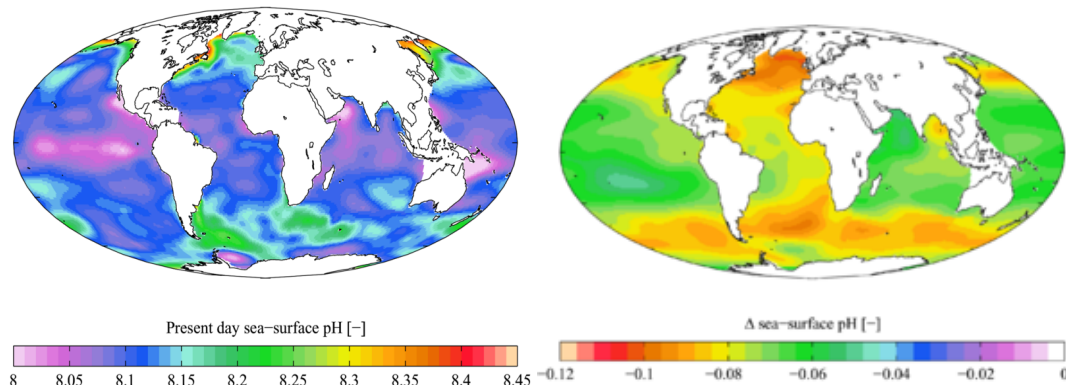 Present day sea−surface pH [−]
8 8.05 8.1 8.15 8.2 8.25 8.3 8.35 8.4 8.45
Δ sea−surface pH [−]
−0.12 −0.1 −0.08 −0.06 −0.04 −0.02 0